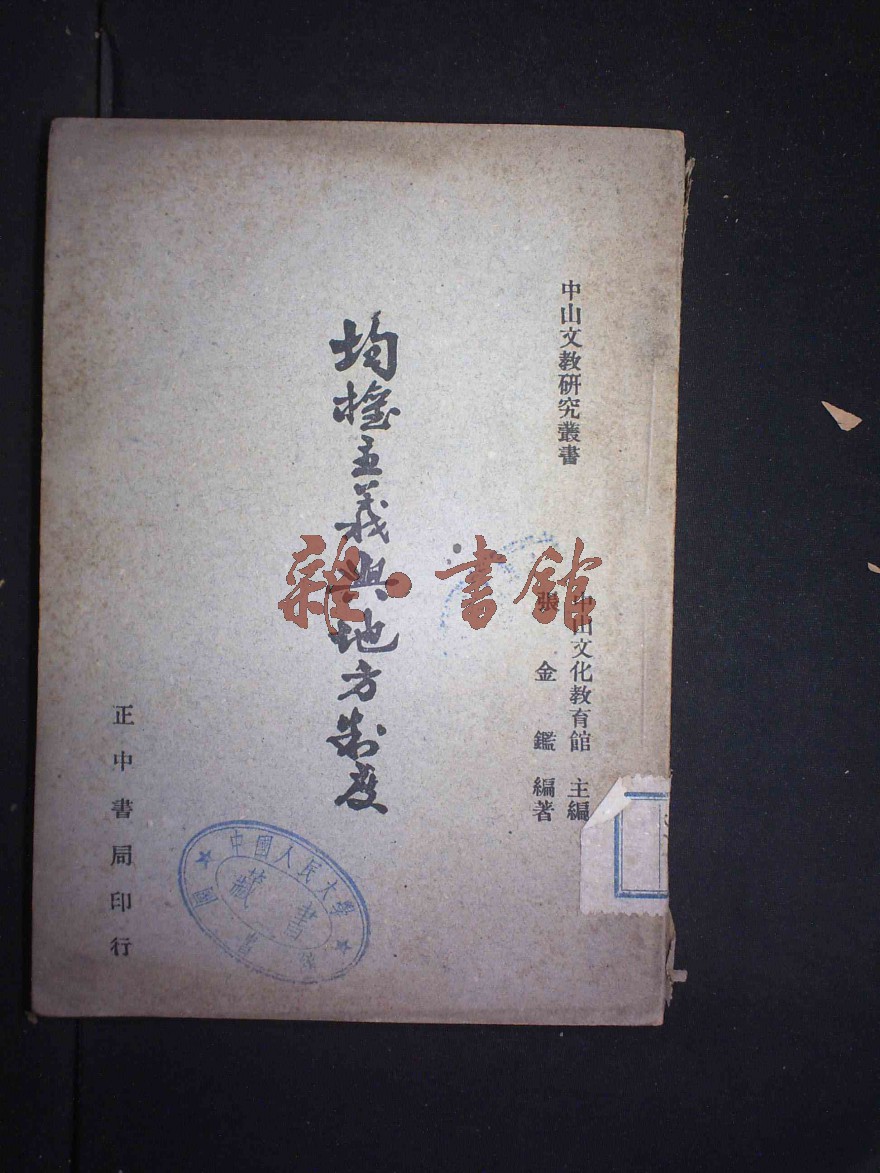 中山文教研究叢書
中山文化教育館 主編
張金鑑 編著
均權主義與地方制度
正中書局印行
雜·書館
中國人民大學
藏書
圖書